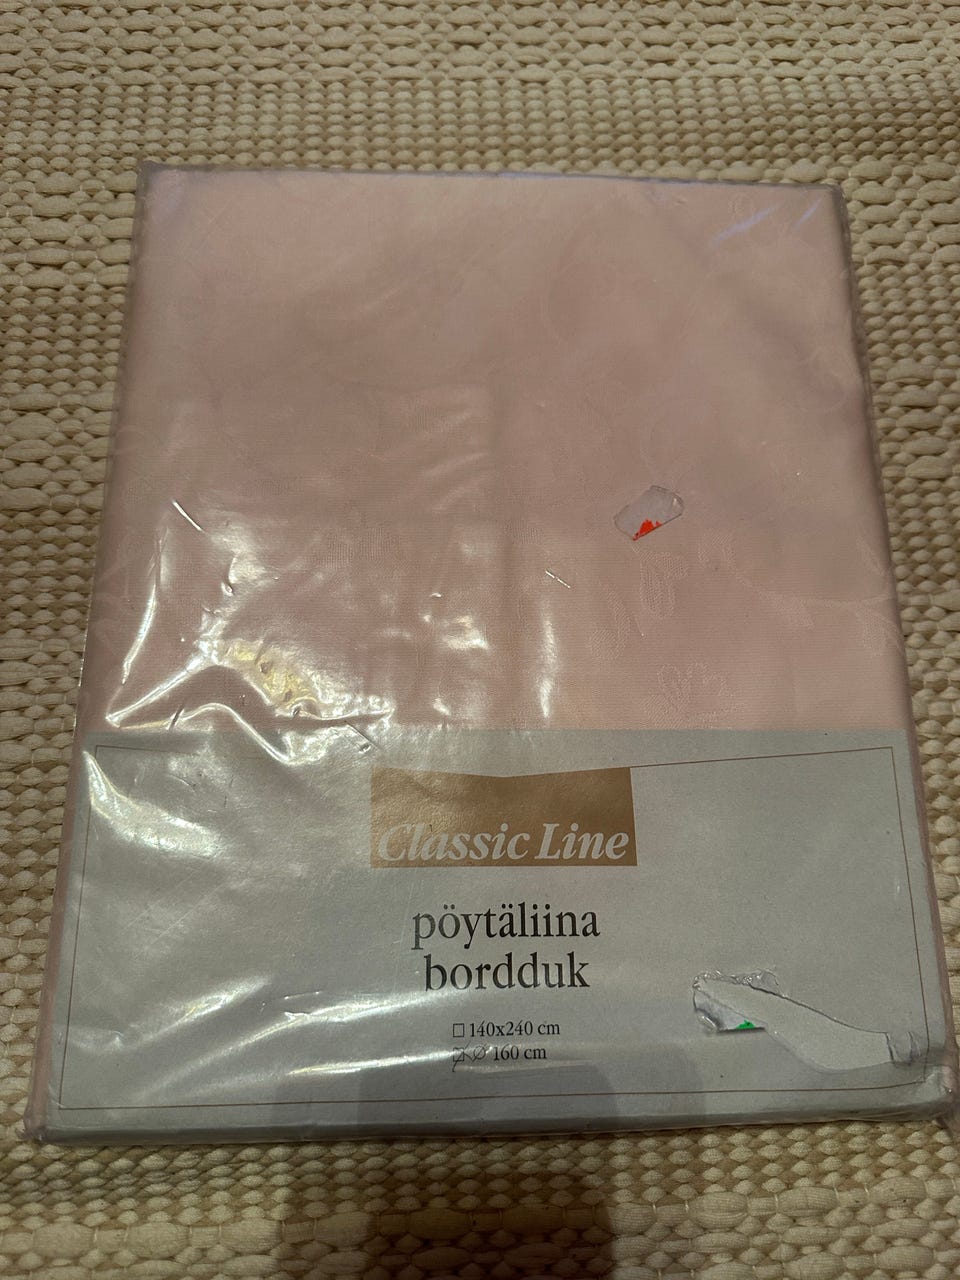 Classic Line
pöytäliina
bordduk
□ 140x240 cm
Ø 160 cm